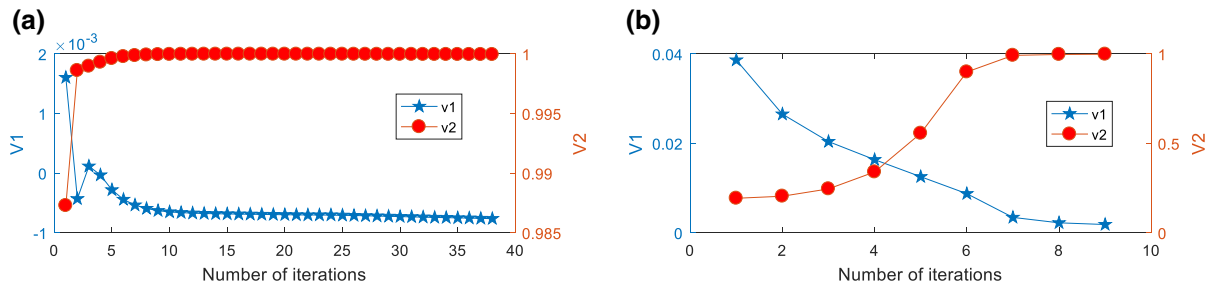 (a)
× 10⁻³
2
1
0
-1
V1
1
0.995
0.99
0.985
V2
v1
v2
0 5 10 15 20 25 30 35 40
Number of iterations
(b)
0.04
0.02
0
V1
1
0.5
0
V2
v1
v2
0 2 4 6 8 10
Number of iterations